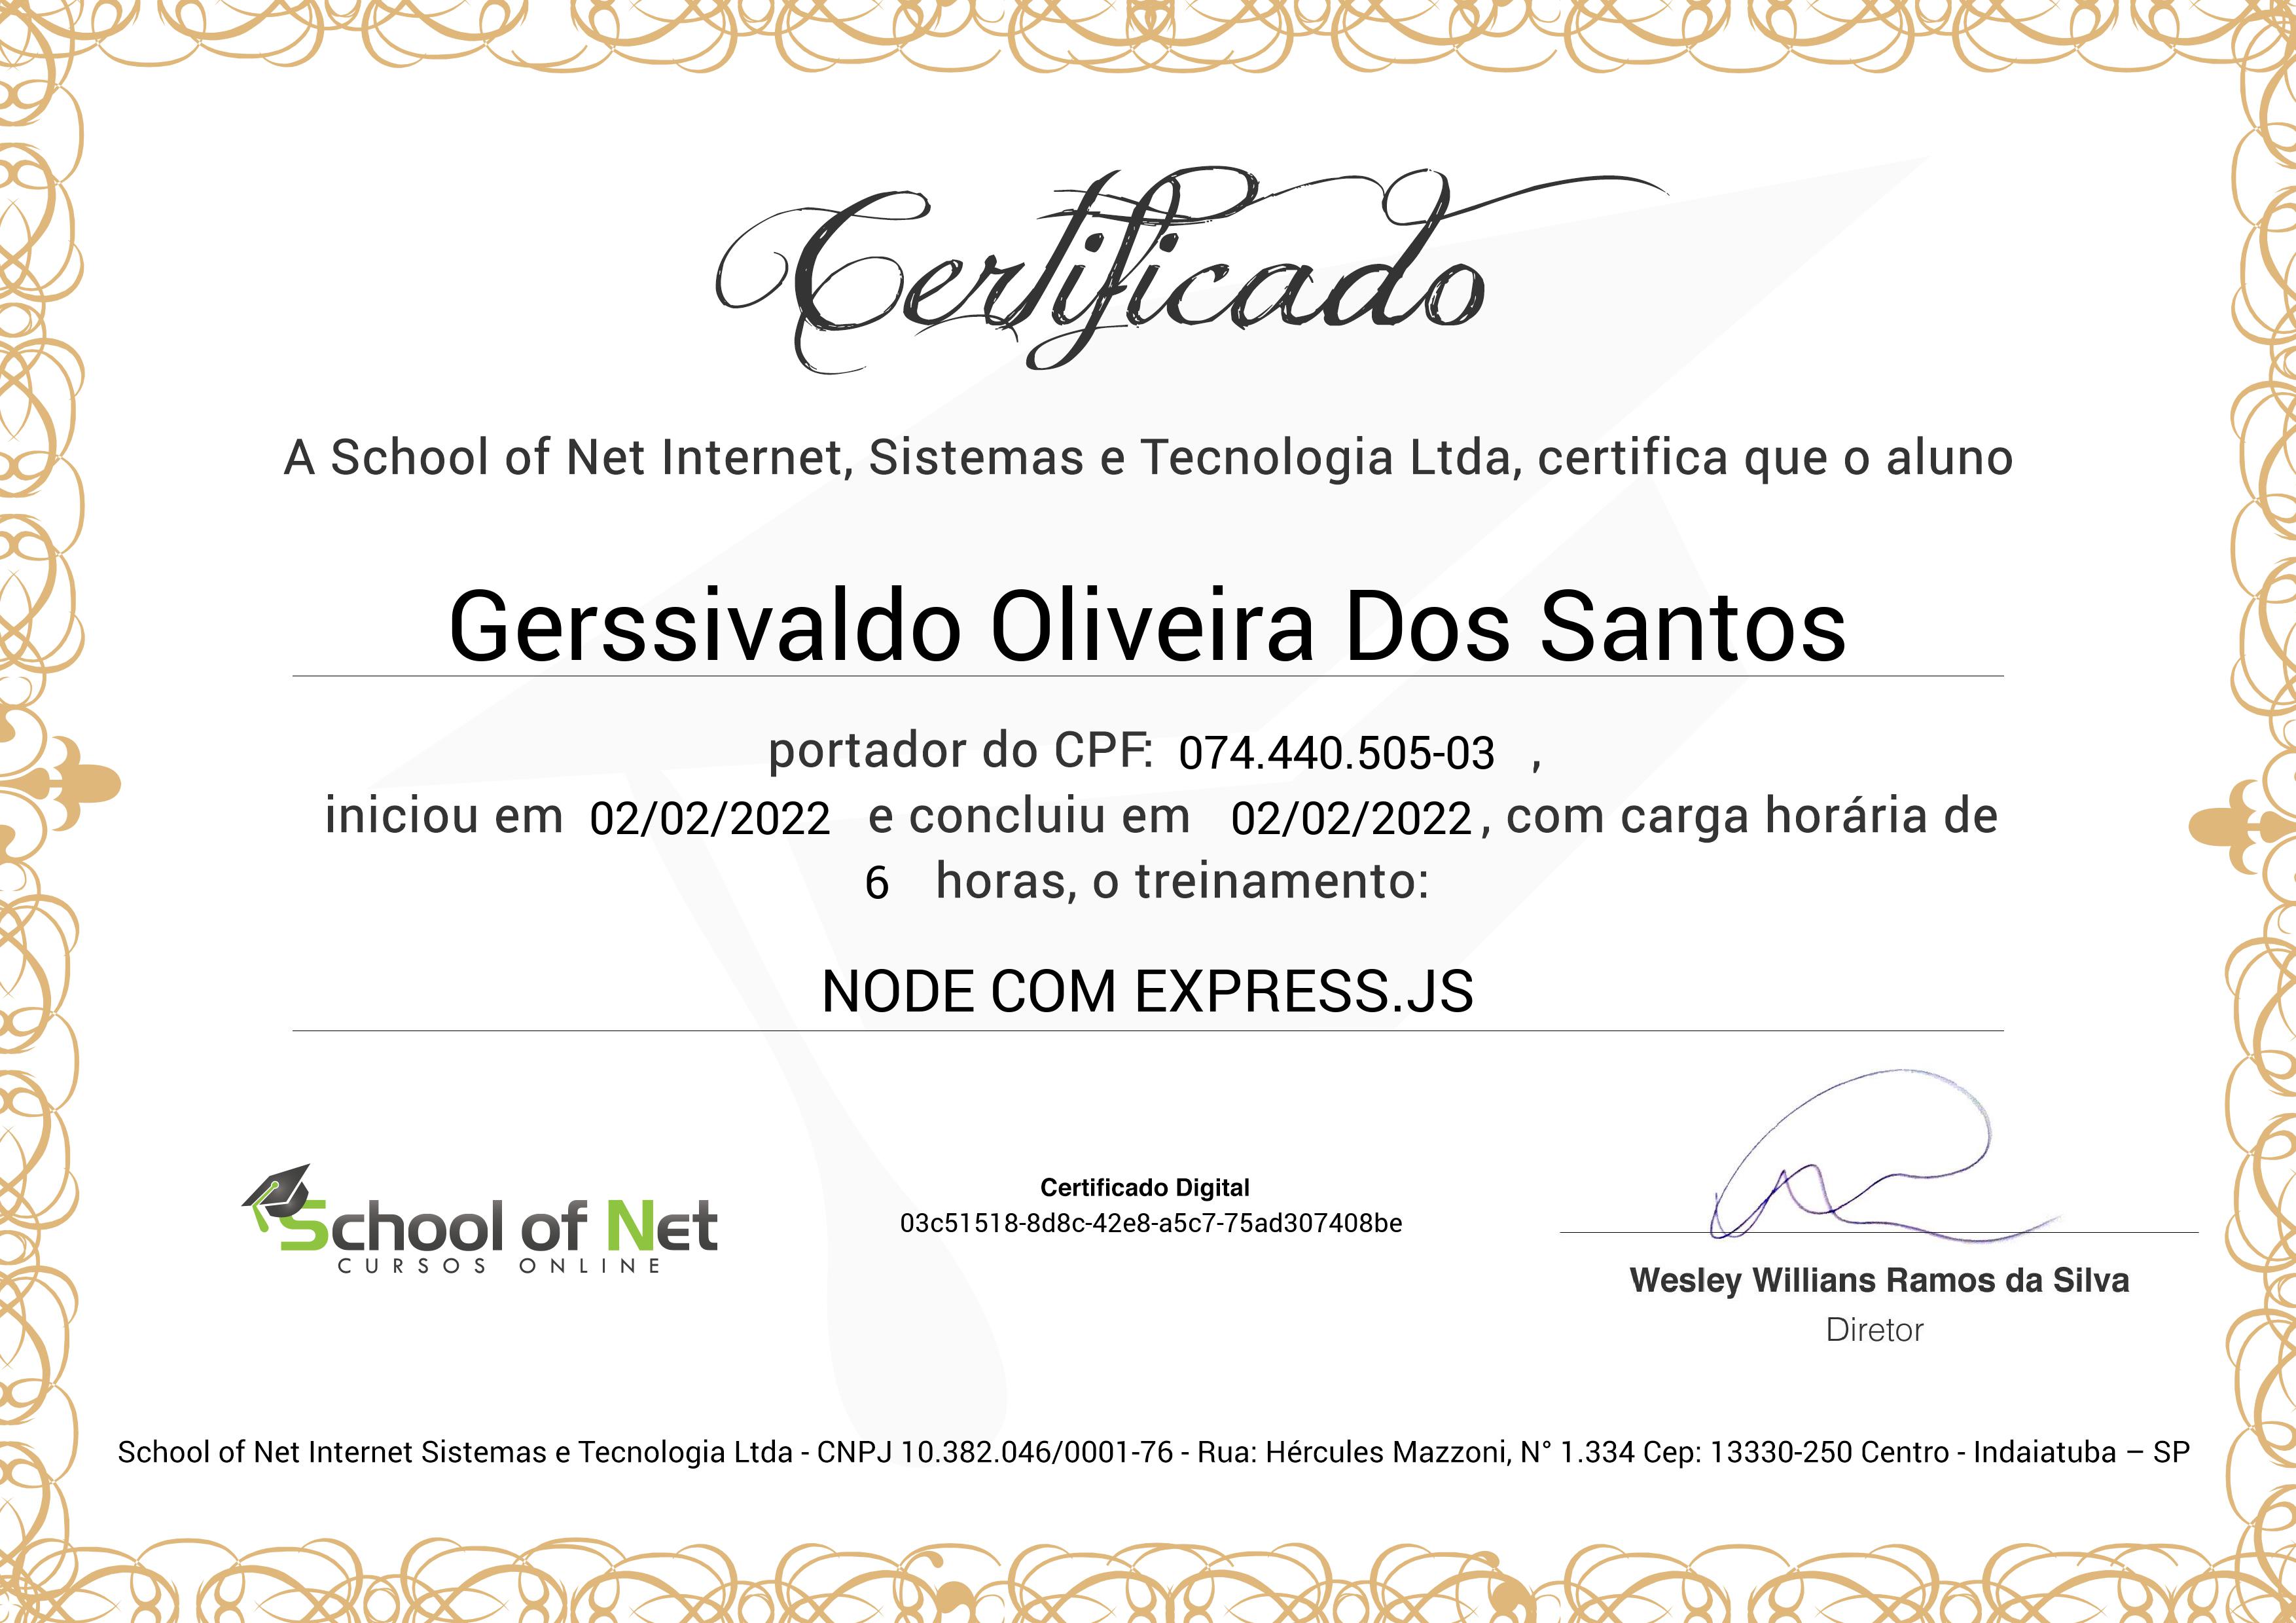 Certificado
A School of Net Internet, Sistemas e Tecnologia Ltda, certifica que o aluno
Gerssivaldo Oliveira Dos Santos
portador do CPF: 074.440.505-03 ,
iniciou em 02/02/2022 e concluiu em 02/02/2022, com carga horária de
6 horas, o treinamento:
NODE COM EXPRESS.JS
School of Net
CURSOS ONLINE
Certificado Digital
03c51518-8d8c-42e8-a5c7-75ad307408be
Wesley Willians Ramos da Silva
Diretor
School of Net Internet Sistemas e Tecnologia Ltda - CNPJ 10.382.046/0001-76 - Rua: Hércules Mazzoni, N° 1.334 Cep: 13330-250 Centro - Indaiatuba – SP